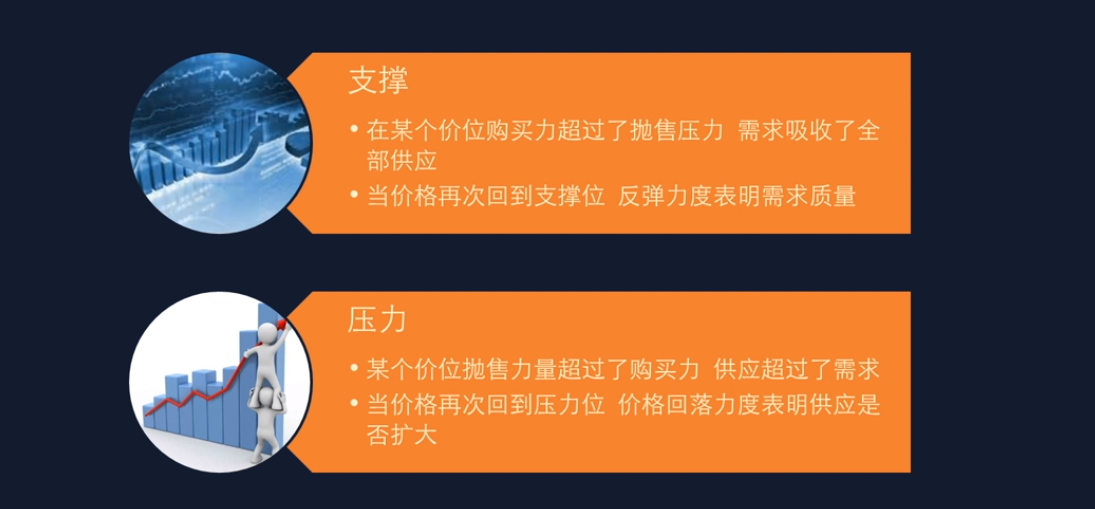 支撑
• 在某个价位购买力超过了抛售压力 需求吸收了全
部供应
• 当价格再次回到支撑位 反弹力度表明需求质量
压力
• 某个价位抛售力量超过了购买力 供应超过了需求
• 当价格再次回到压力位 价格回落力度表明供应是
否扩大